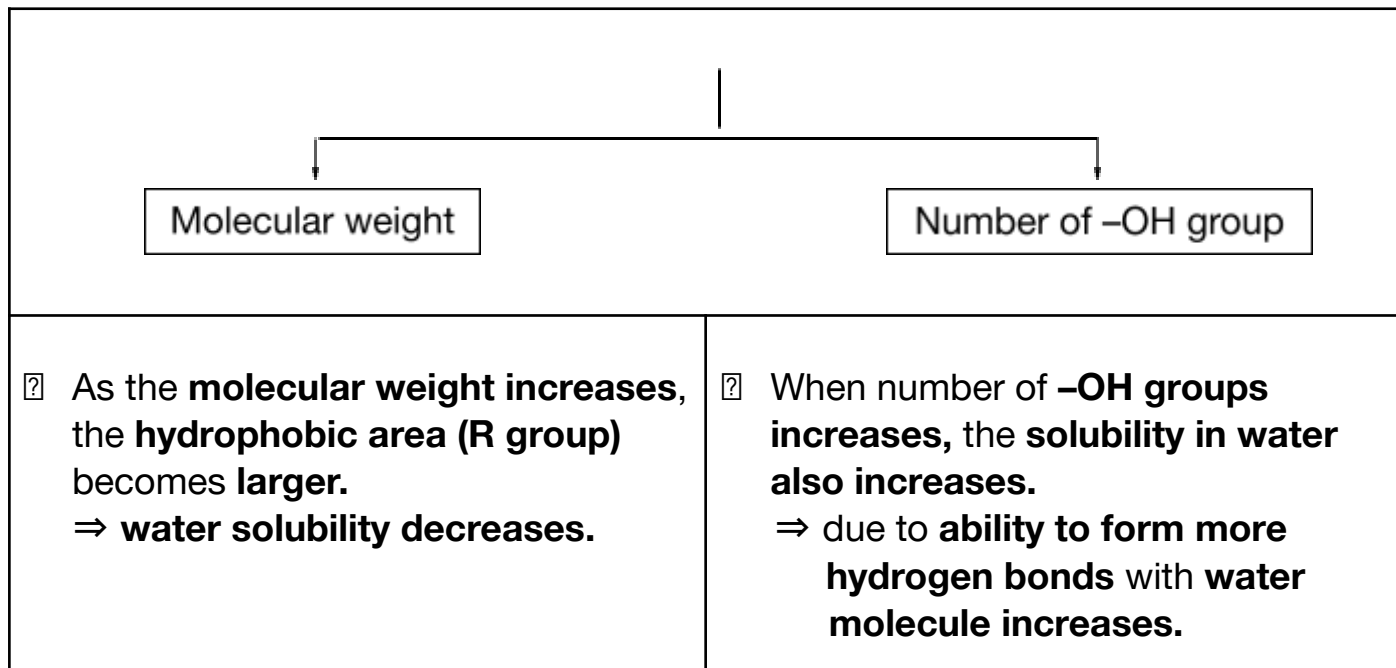 Molecular weight
Number of –OH group
As the molecular weight increases,
the hydrophobic area (R group)
becomes larger.
⇒ water solubility decreases.
When number of –OH groups
increases, the solubility in water
also increases.
⇒ due to ability to form more
hydrogen bonds with water
molecule increases.